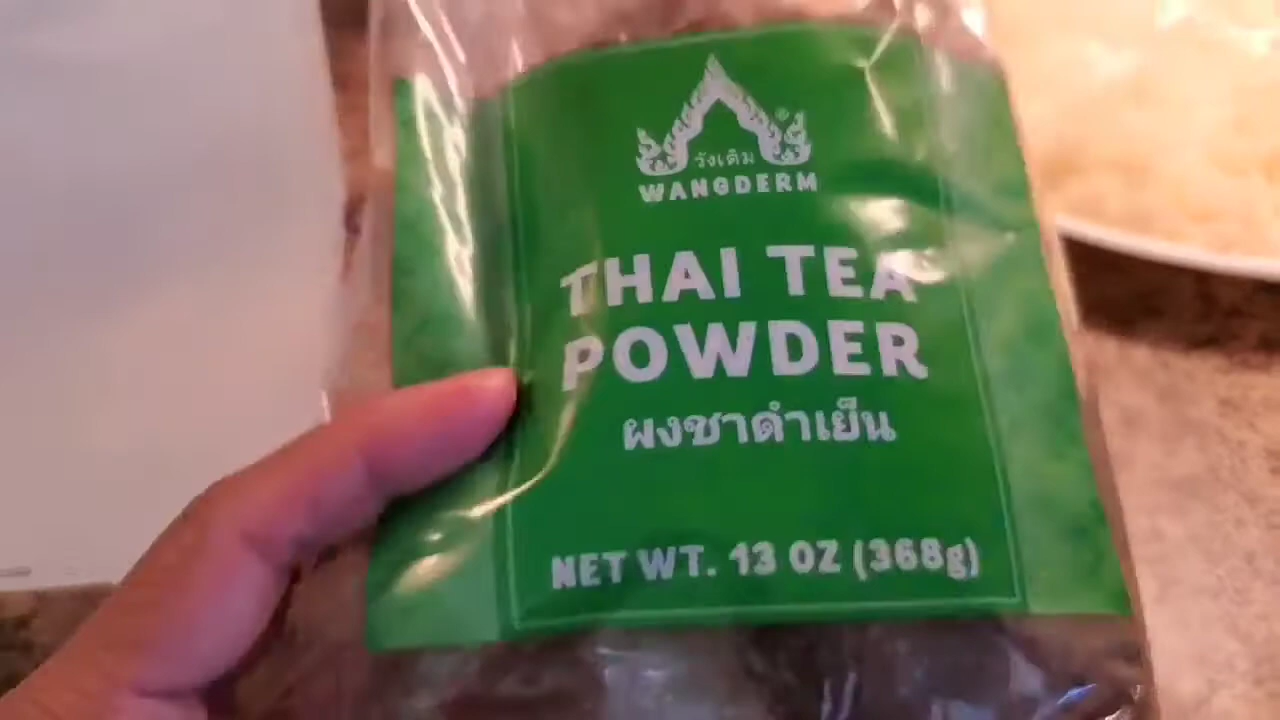 วังเดิม
WANGDERM
THAI TEA
POWDER
ผงชาดำเย็น
NET WT. 13 OZ (368g)